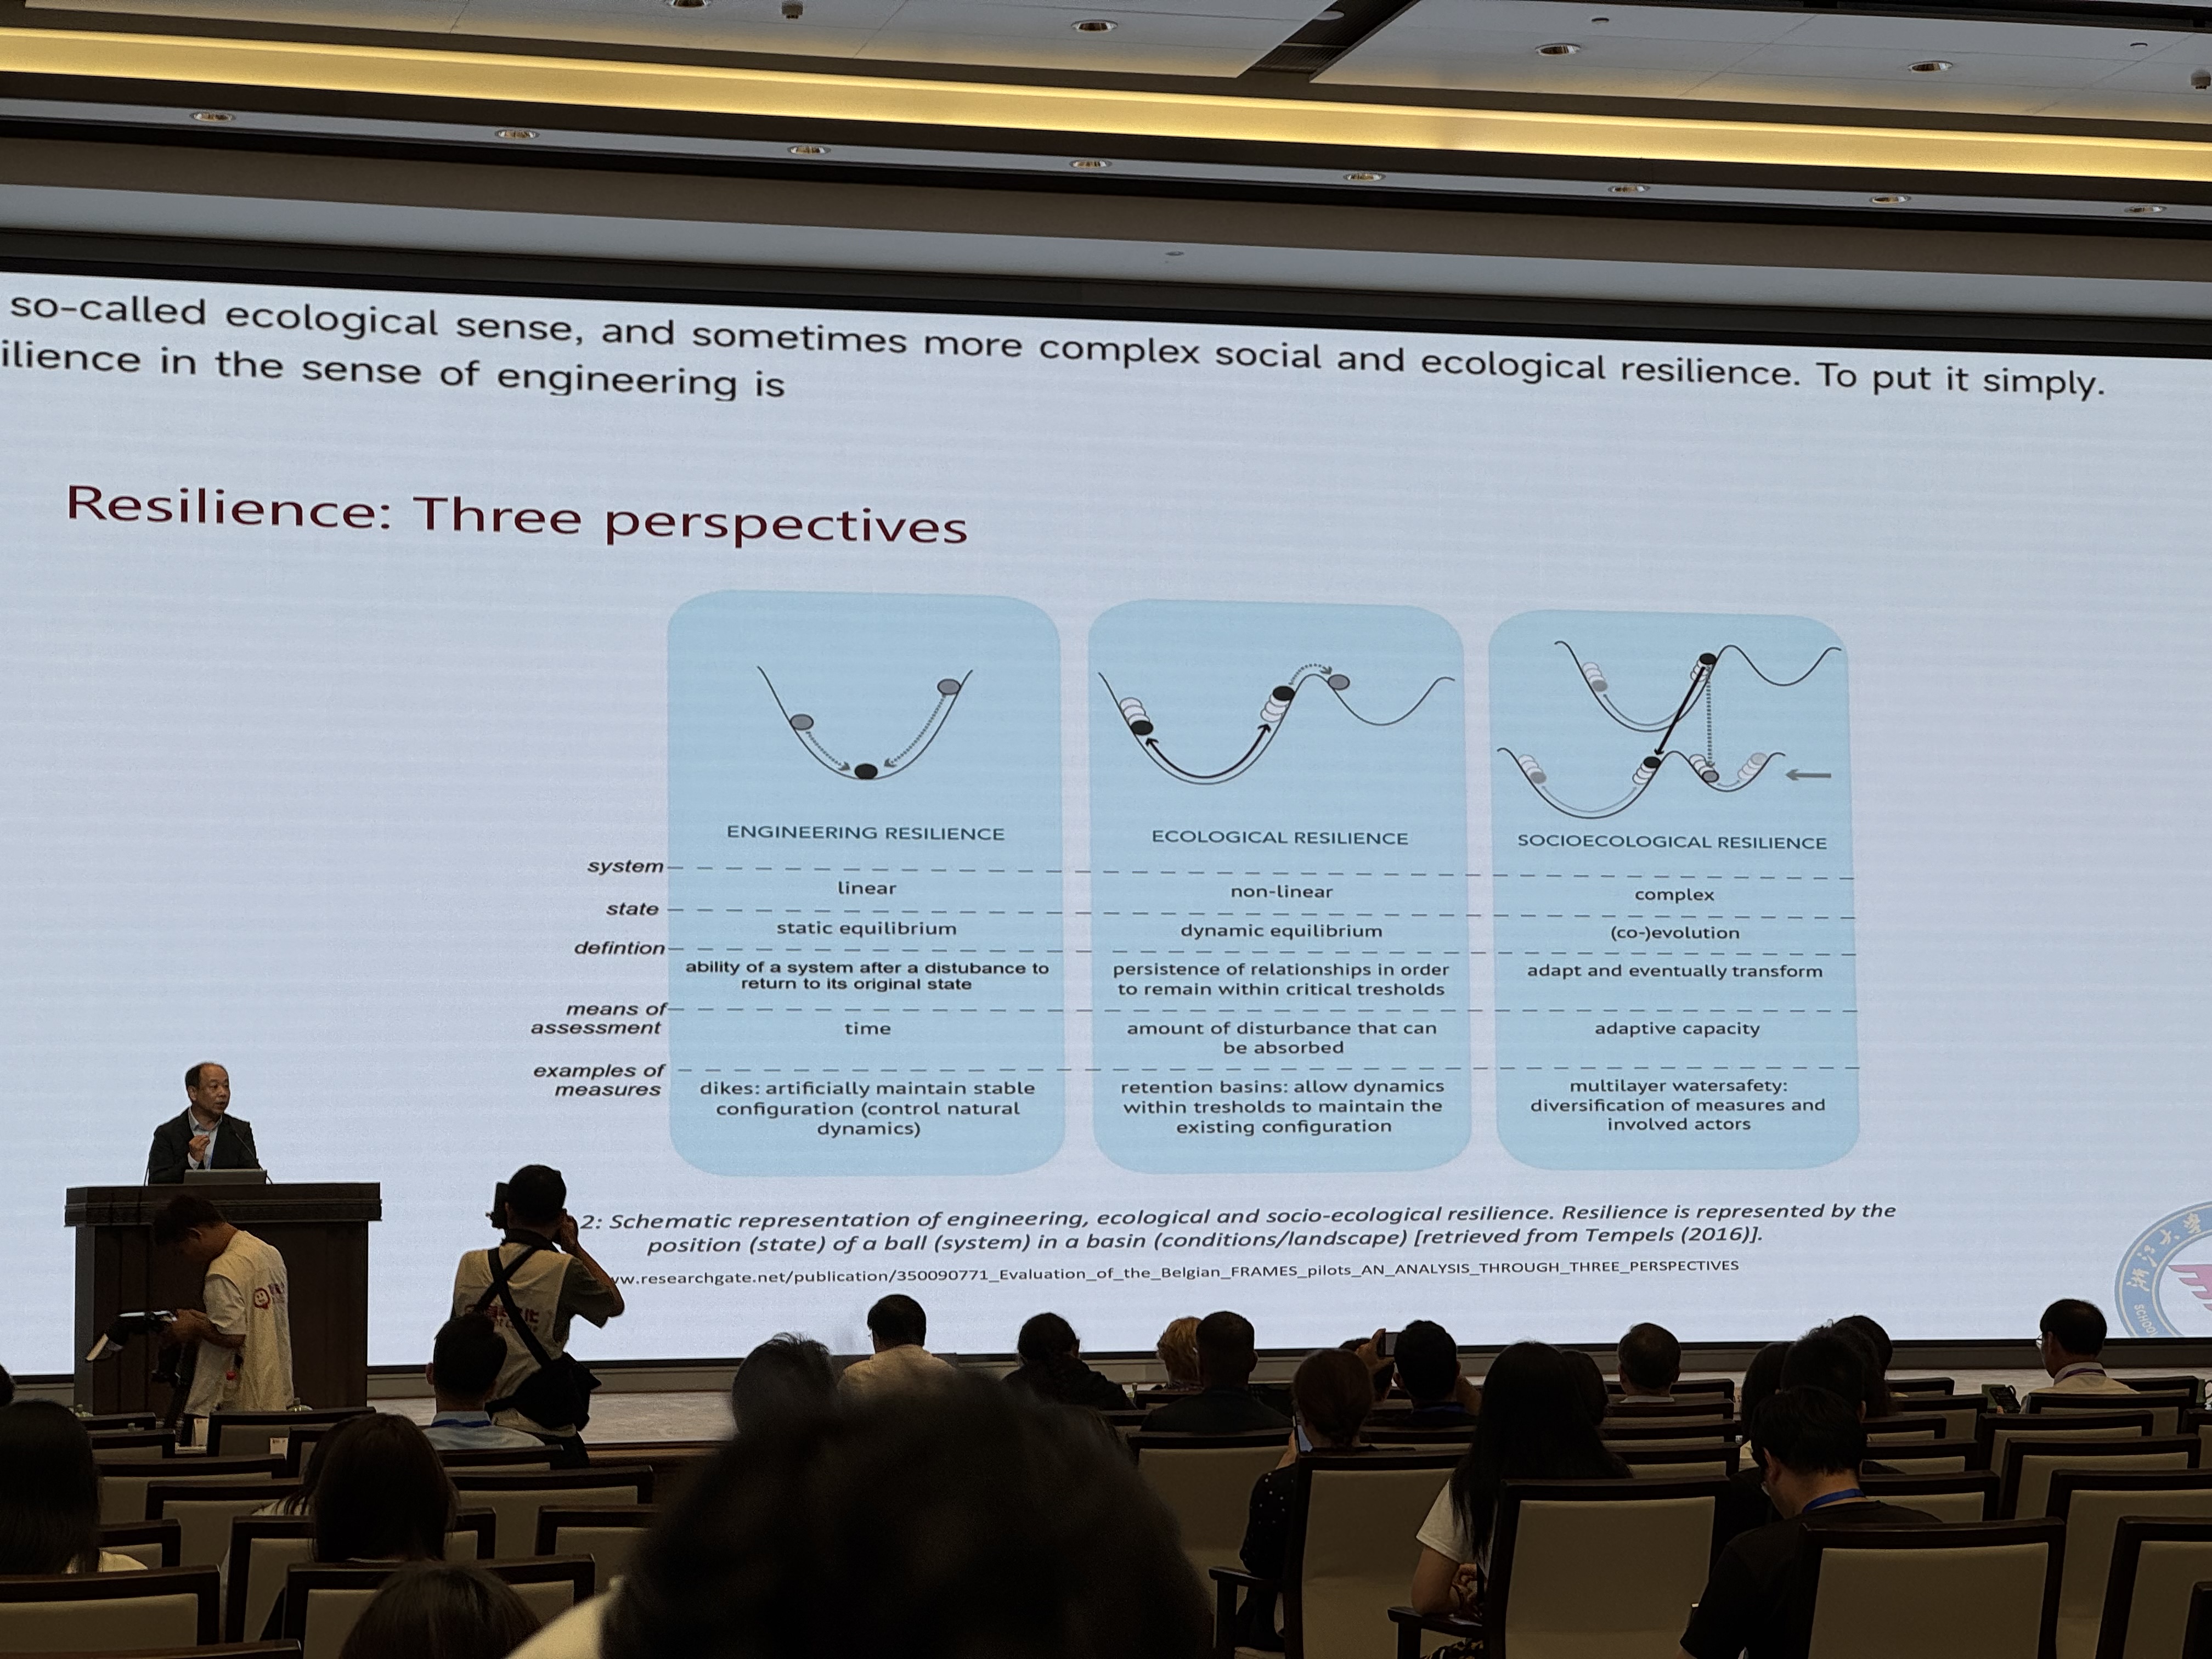 so-called ecological sense, and sometimes more complex social and ecological resilience. To put it simply.
ilience in the sense of engineering is
Resilience: Three perspectives
ENGINEERING RESILIENCE
ECOLOGICAL RESILIENCE
SOCIOECOLOGICAL RESILIENCE
system
linear
non-linear
complex
state
static equilibrium
dynamic equilibrium
(co-)evolution
defintion
ability of a system after a distubance to
return to its original state
persistence of relationships in order
to remain within critical tresholds
adapt and eventually transform
means of
assessment
time
amount of disturbance that can
be absorbed
adaptive capacity
examples of
measures
dikes: artificially maintain stable
configuration (control natural
dynamics)
retention basins: allow dynamics
within tresholds to maintain the
existing configuration
multilayer watersafety:
diversification of measures and
involved actors
2: Schematic representation of engineering, ecological and socio-ecological resilience. Resilience is represented by the
position (state) of a ball (system) in a basin (conditions/landscape) [retrieved from Tempels (2016)].
w.researchgate.net/publication/350090771_Evaluation_of_the_Belgian_FRAMES_pilots_AN_ANALYSIS_THROUGH_THREE_PERSPECTIVES
浙江大學
SCHOO